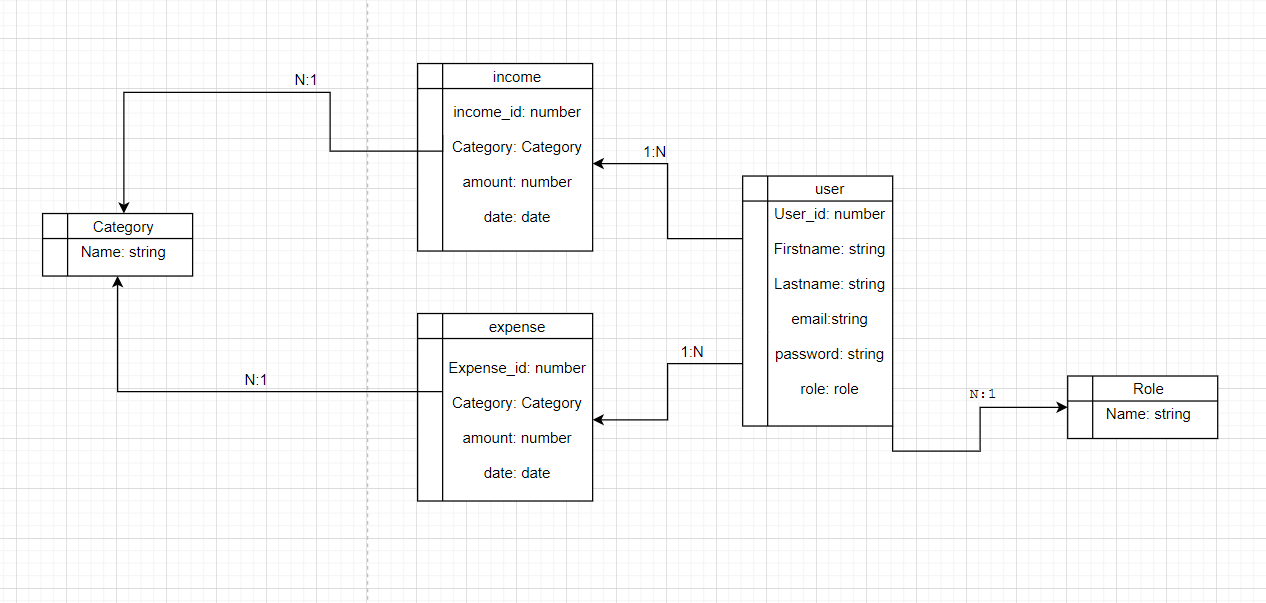 N:1
income
income_id: number
Category: Category
amount: number
date: date
1:N
user
User_id: number
Firstname: string
Lastname: string
email:string
password: string
role: role
Category
Name: string
expense
Expense_id: number
Category: Category
amount: number
date: date
1:N
N:1
N:1
Role
Name: string